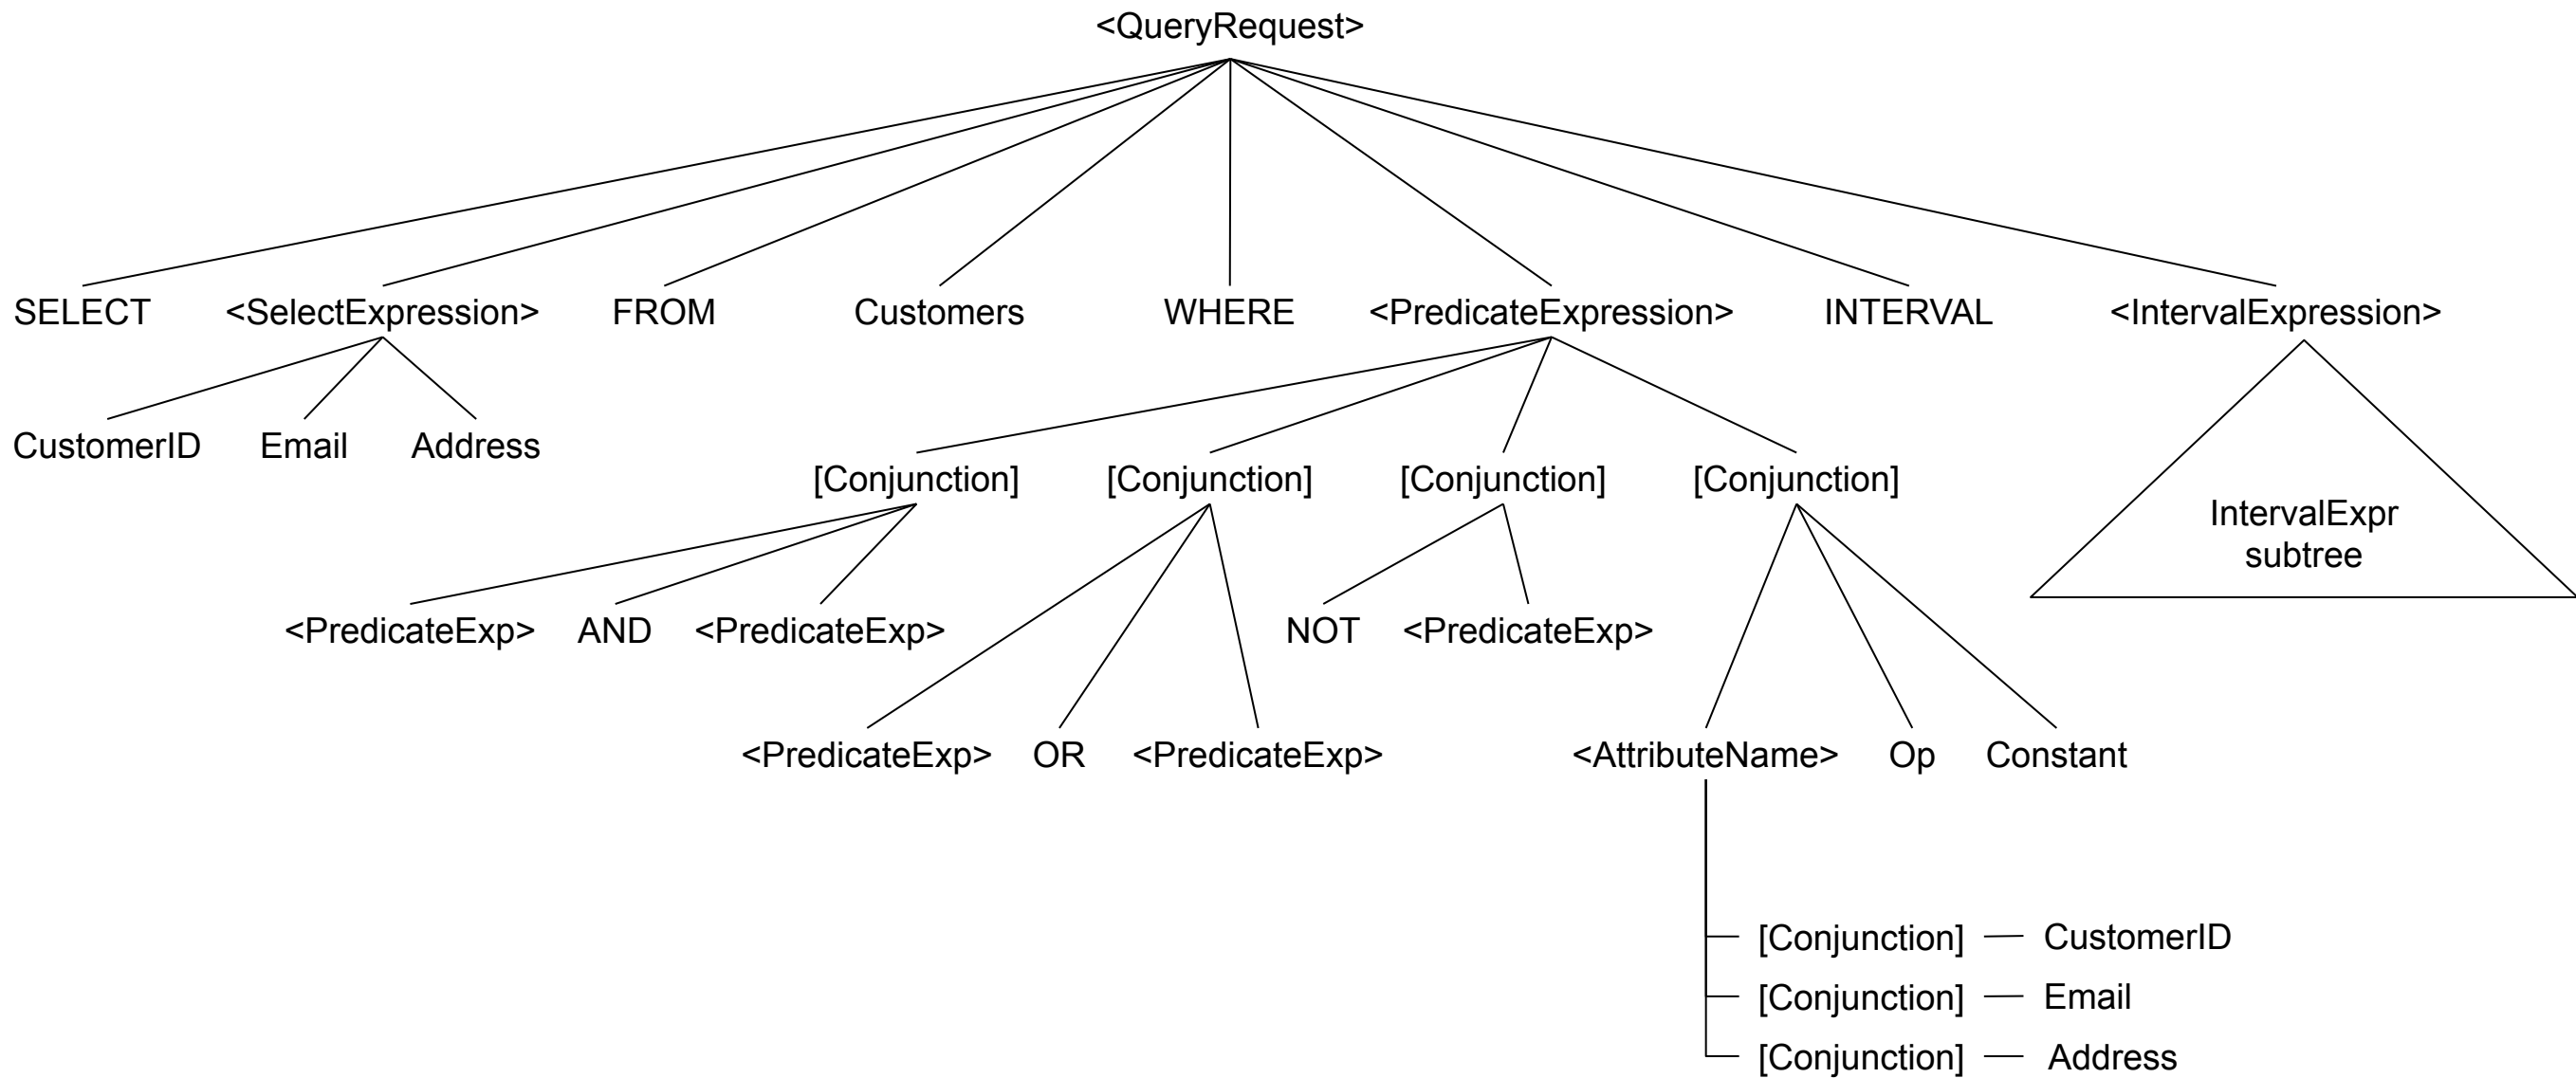 <QueryRequest>
SELECT <SelectExpression> FROM Customers WHERE <PredicateExpression> INTERVAL <IntervalExpression>
CustomerID Email Address
[Conjunction] [Conjunction] [Conjunction] [Conjunction]
IntervalExpr
subtree
<PredicateExp> AND <PredicateExp> NOT <PredicateExp>
<PredicateExp> OR <PredicateExp> <AttributeName> Op Constant
[Conjunction] CustomerID
[Conjunction] Email
[Conjunction] Address